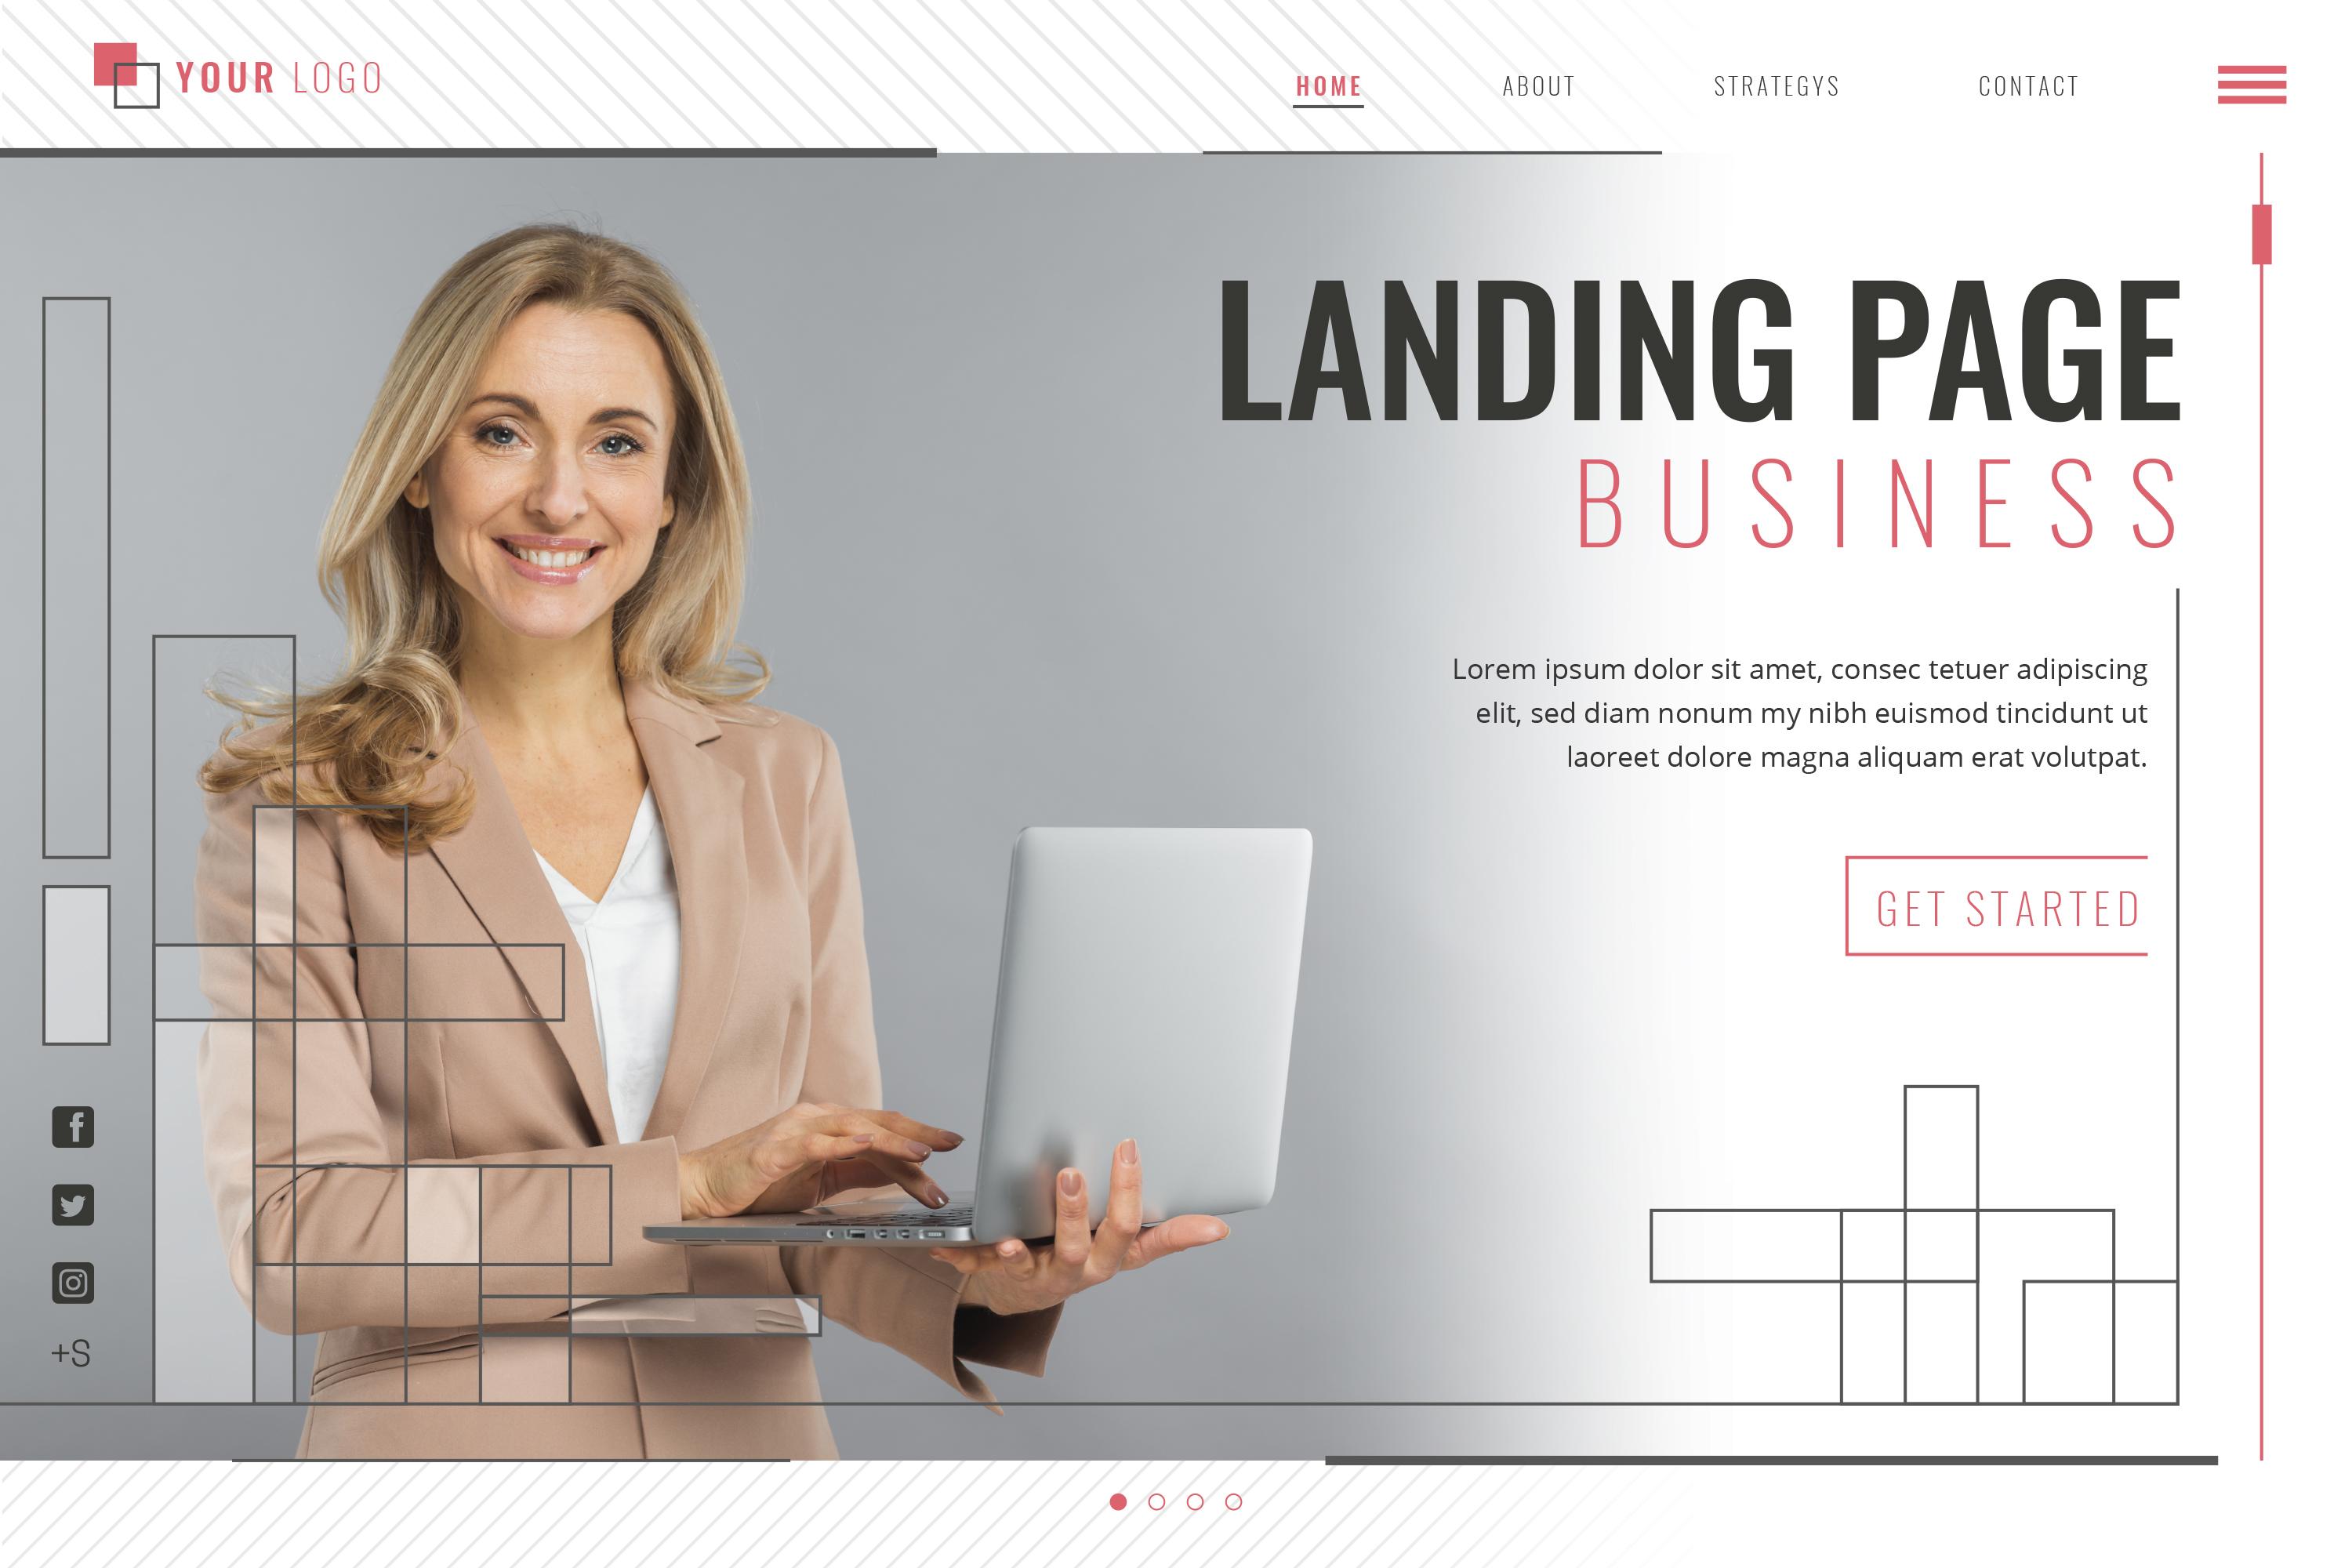 YOUR LOGO
HOME ABOUT STRATEGYS CONTACT
LANDING PAGE
BUSINESS
Lorem ipsum dolor sit amet, consec tetuer adipiscing
elit, sed diam nonum my nibh euismod tincidunt ut
laoreet dolore magna aliquam erat volutpat.
GET STARTED
+S